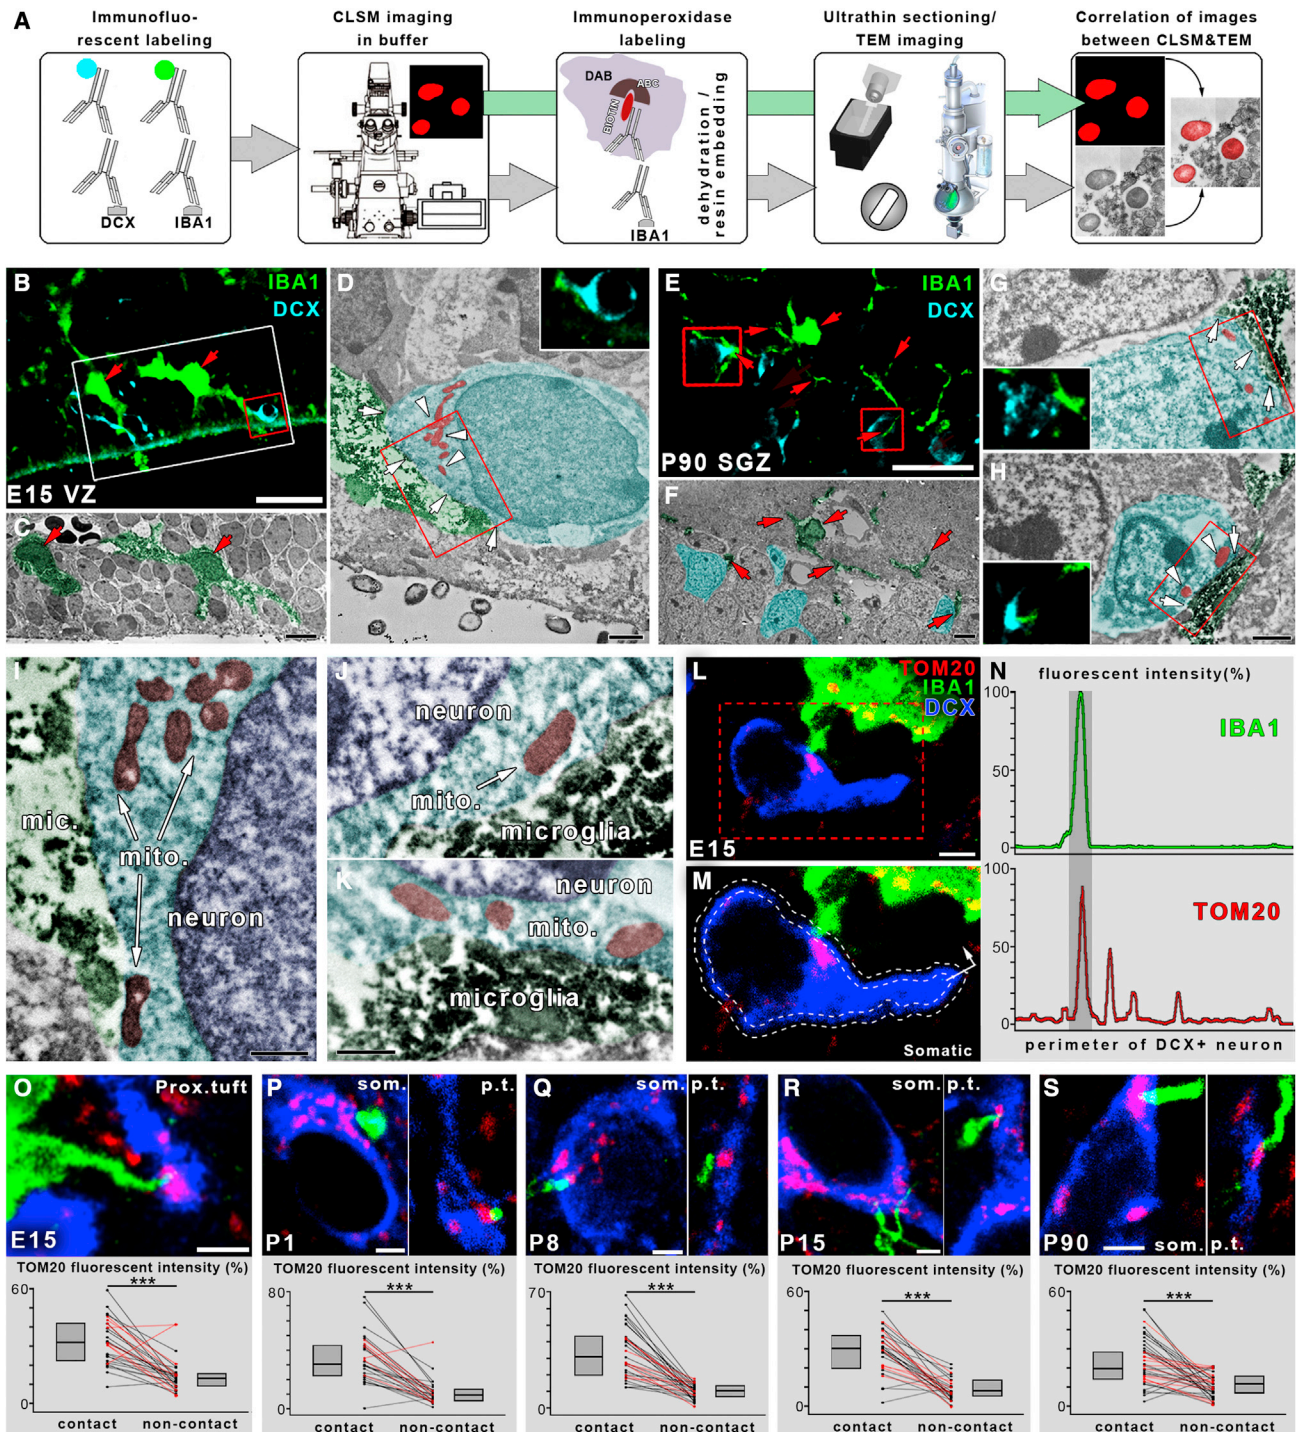 A
Immunofluo-
rescent labeling
CLSM imaging
in buffer
Immunoperoxidase
labeling
Ultrathin sectioning/
TEM imaging
Correlation of images
between CLSM&TEM
DCX
IBA1
DAB
ABC
BIOTIN
IBA1
dehydration /
resin embedding
B
IBA1
DCX
E15 VZ
C
D
E
IBA1
DCX
P90 SGZ
F
G
H
I
mic.
mito.
neuron
J
neuron
mito.
microglia
K
neuron
mito.
microglia
L
TOM20
IBA1
DCX
E15
M
Somatic
N
fluorescent intensity(%)
100
50
0
IBA1
100
50
0
TOM20
perimeter of DCX+ neuron
O
Prox.tuft
E15
P
som.
p.t.
P1
Q
som.
p.t.
P8
R
som.
p.t.
P15
S
P90
som.
p.t.
TOM20 fluorescent intensity (%)
60
0
***
contact
non-contact
TOM20 fluorescent intensity (%)
80
0
***
contact
non-contact
TOM20 fluorescent intensity (%)
70
0
***
contact
non-contact
TOM20 fluorescent intensity (%)
60
0
***
contact
non-contact
TOM20 fluorescent intensity (%)
60
0
***
contact
non-contact